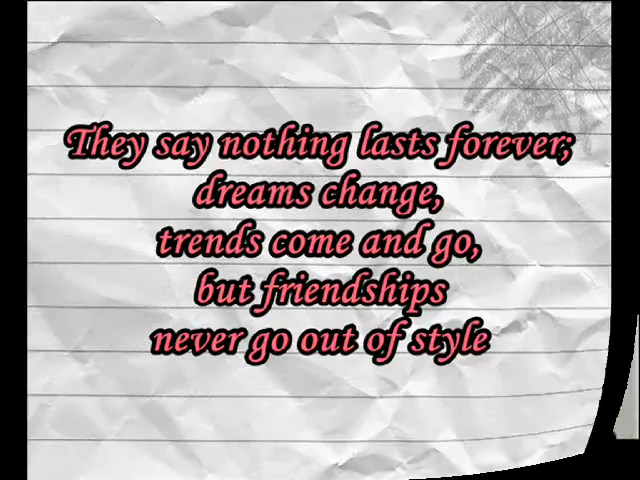 They say nothing lasts forever;
dreams change,
trends come and go,
but friendships
never go out of style